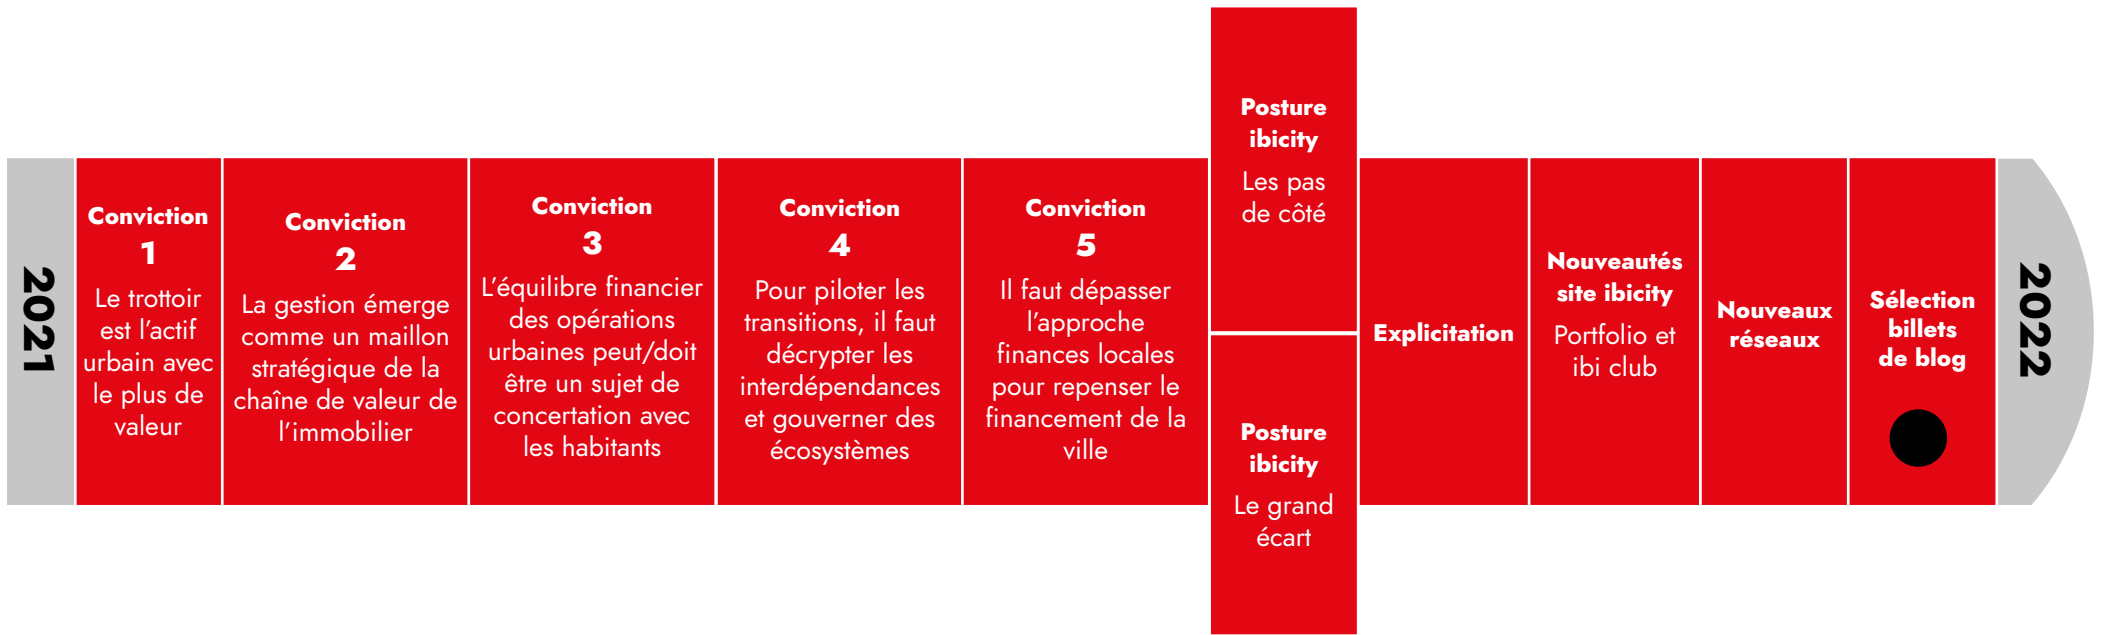 2021
Conviction
1
Le trottoir
est l’actif
urbain avec
le plus de
valeur
Conviction
2
La gestion émerge
comme un maillon
stratégique de la
chaîne de valeur de
l’immobilier
Conviction
3
L’équilibre financier
des opérations
urbaines peut/doit
être un sujet de
concertation avec
les habitants
Conviction
4
Pour piloter les
transitions, il faut
décrypter les
interdépendances
et gouverner des
écosystèmes
Conviction
5
Il faut dépasser
l’approche
finances locales
pour repenser le
financement de la
ville
Posture
ibicity
Les pas
de côté
Posture
ibicity
Le grand
écart
Explicitation
Nouveautés
site ibicity
Portfolio et
ibi club
Nouveaux
réseaux
Sélection
billets
de blog
2022